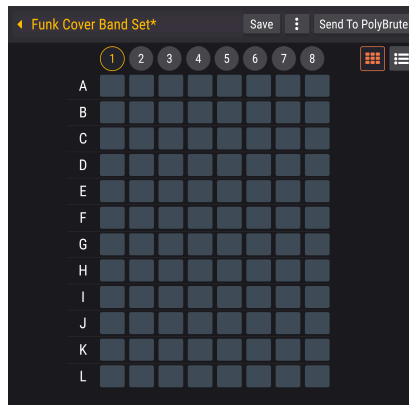 Funk Cover Band Set* Save Send To PolyBrute
1 2 3 4 5 6 7 8
A
B
C
D
E
F
G
H
I
J
K
L